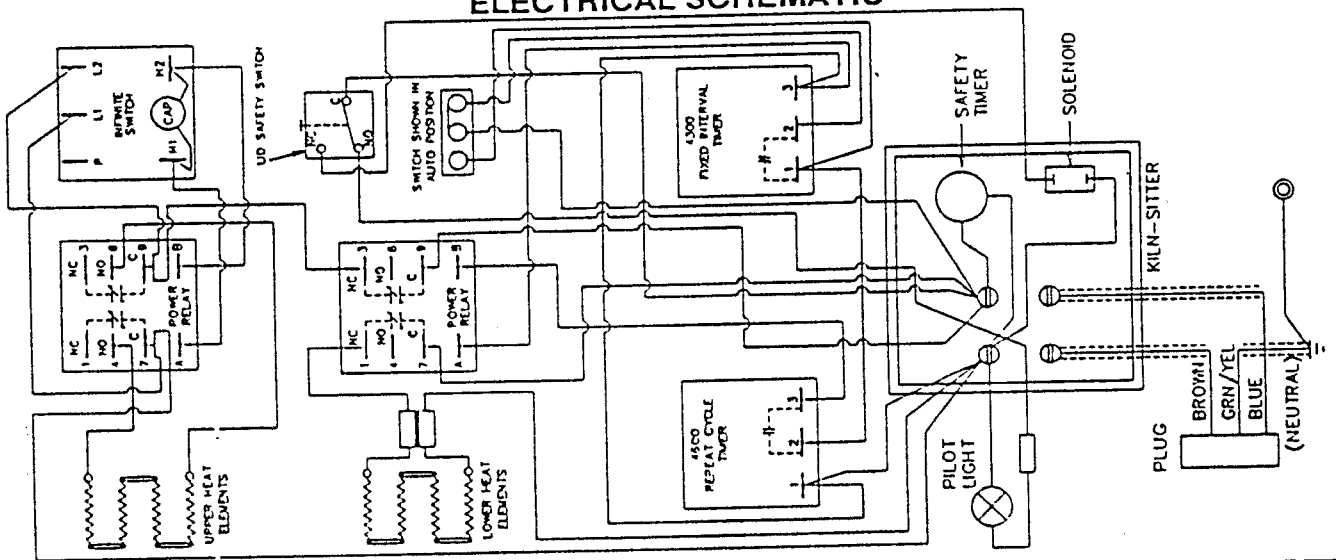 ELECTRICAL SCHEMATIC
L2
L1
P
H2
H1
INFINITE
SWITCH
CAP
LID SAFETY SWITCH
NC
C
NO
SWITCH SHOWN IN
AUTO POSITION
4300
FIXED INTERVAL
TIMER
1
2
3
SAFETY
TIMER
SOLENOID
KILN-SITTER
NC
3
NO
6
C
9
B
POWER
RELAY
1
NC
4
NO
7
C
A
NC
3
NO
6
C
9
B
POWER
RELAY
1
NC
4
NO
7
C
A
4600
REPEAT CYCLE
TIMER
1
2
3
UPPER HEAT
ELEMENTS
LOWER HEAT
ELEMENTS
PILOT
LIGHT
PLUG
BROWN
GRN/YEL
BLUE
(NEUTRAL)